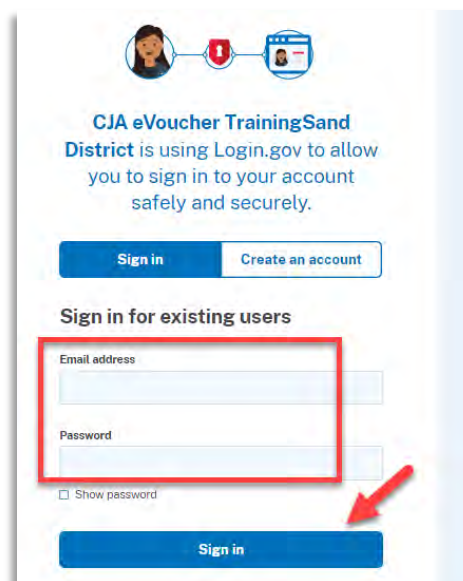 CJA eVoucher TrainingSand
District is using Login.gov to allow
you to sign in to your account
safely and securely.
Sign in
Create an account
Sign in for existing users
Email address
Password
Show password
Sign in